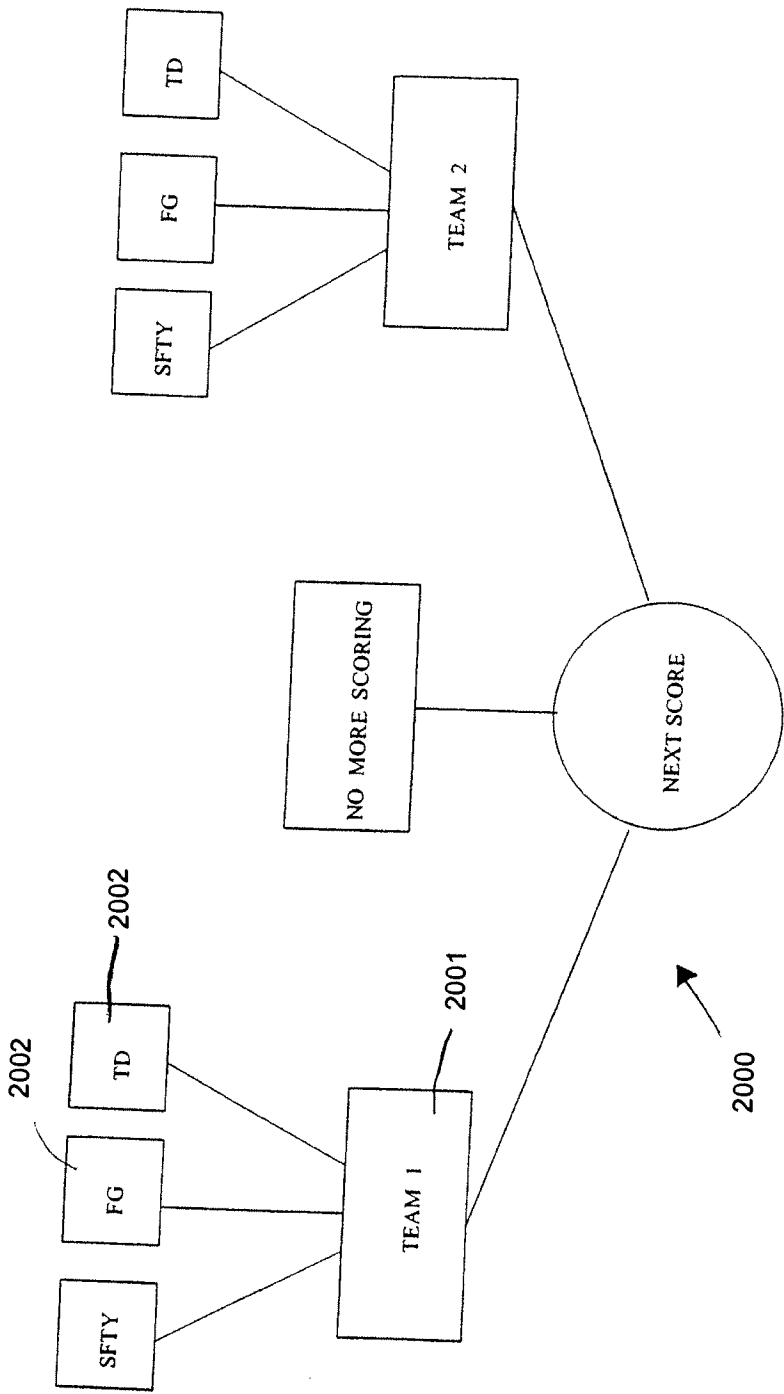 2002
2002
SFTY
FG
TD
SFTY
FG
TD
2001
TEAM 1
NO MORE SCORING
TEAM 2
2000
NEXT SCORE